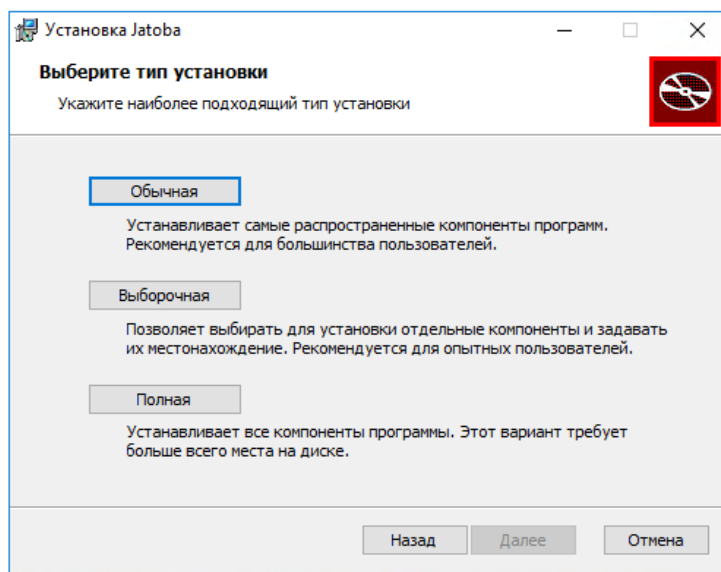 Установка Jatoba
Выберите тип установки
Укажите наиболее подходящий тип установки
Обычная
Устанавливает самые распространенные компоненты программ.
Рекомендуется для большинства пользователей.
Выборочная
Позволяет выбирать для установки отдельные компоненты и задавать
их местонахождение. Рекомендуется для опытных пользователей.
Полная
Устанавливает все компоненты программы. Этот вариант требует
больше всего места на диске.
Назад
Далее
Отмена